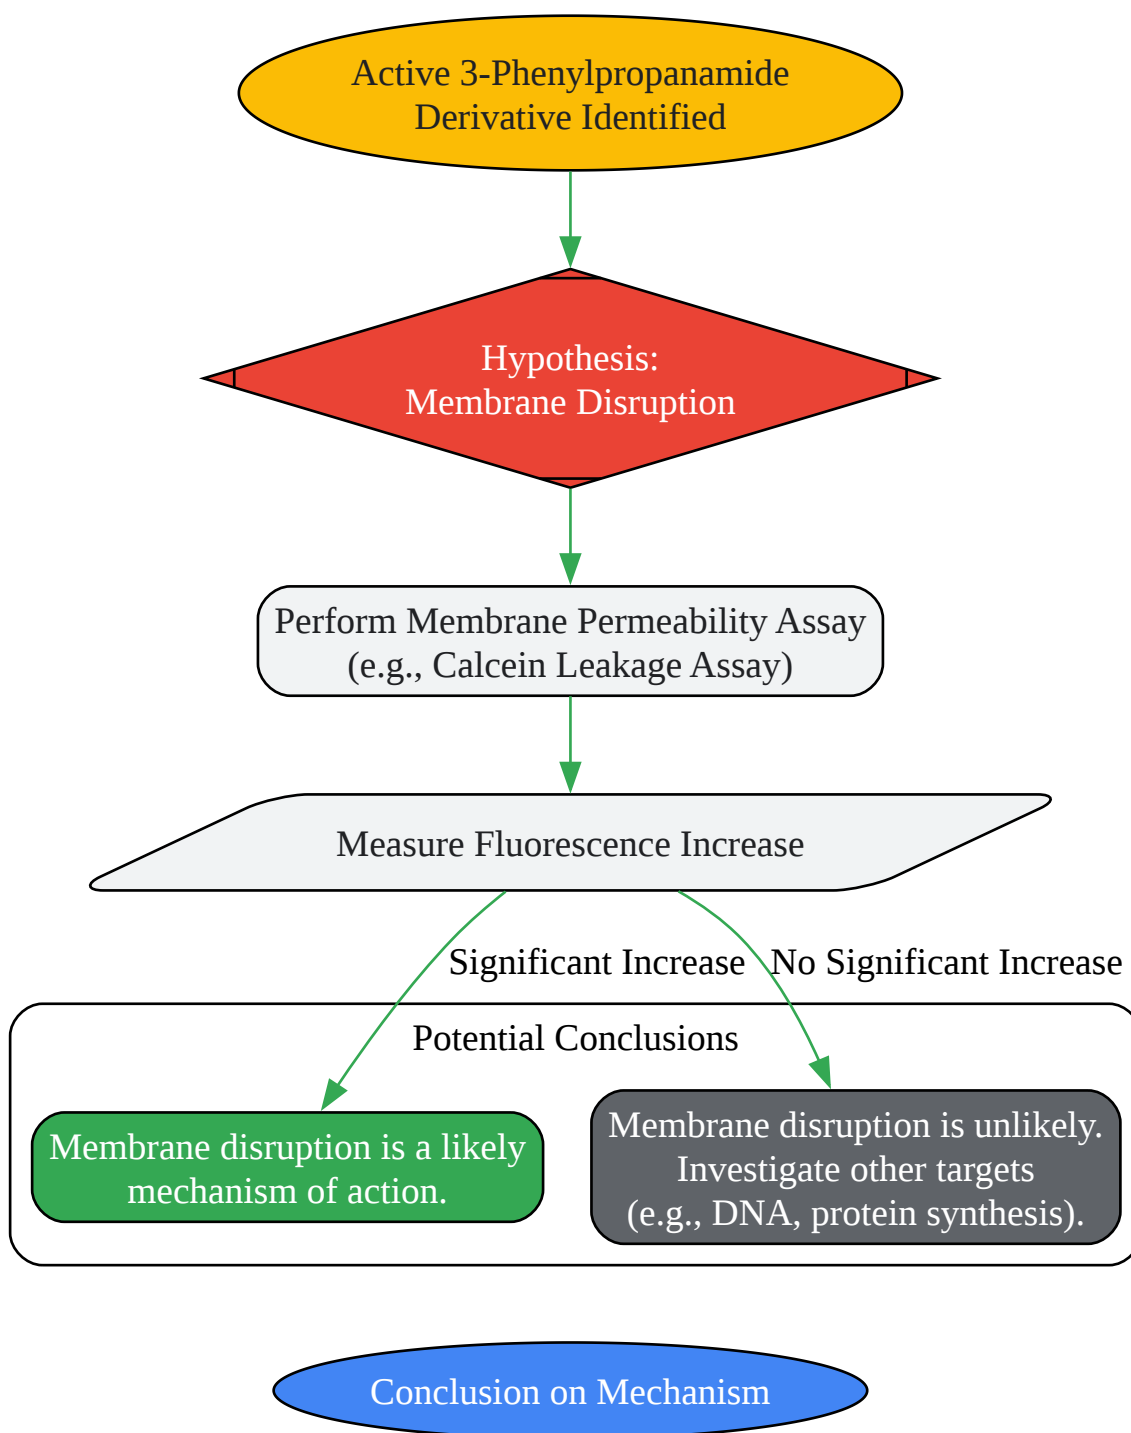 Active 3-Phenylpropanamide
Derivative Identified
Hypothesis:
Membrane Disruption
Perform Membrane Permeability Assay
(e.g., Calcein Leakage Assay)
Measure Fluorescence Increase
Significant Increase
No Significant Increase
Potential Conclusions
Membrane disruption is a likely
mechanism of action.
Membrane disruption is unlikely.
Investigate other targets
(e.g., DNA, protein synthesis).
Conclusion on Mechanism